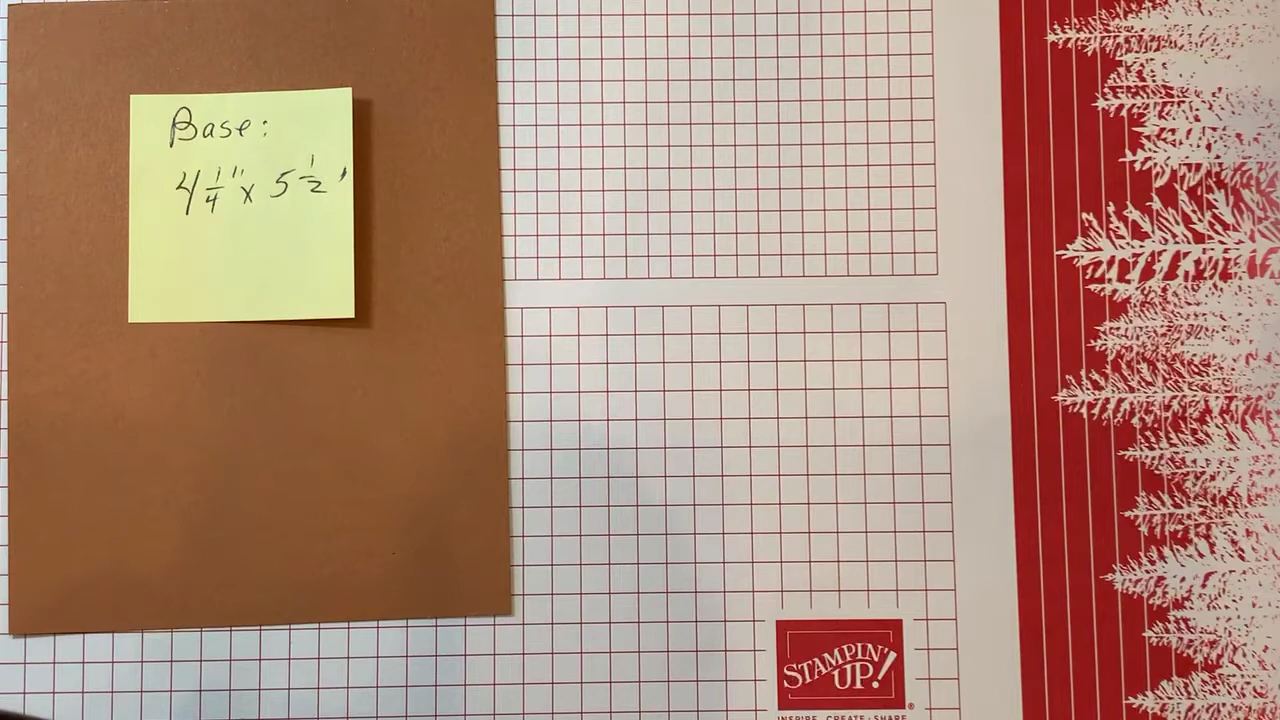 Base:
4 1/4" x 5 1/2'
STAMPIN' UP!®
INSPIRE · CREATE · SHARE